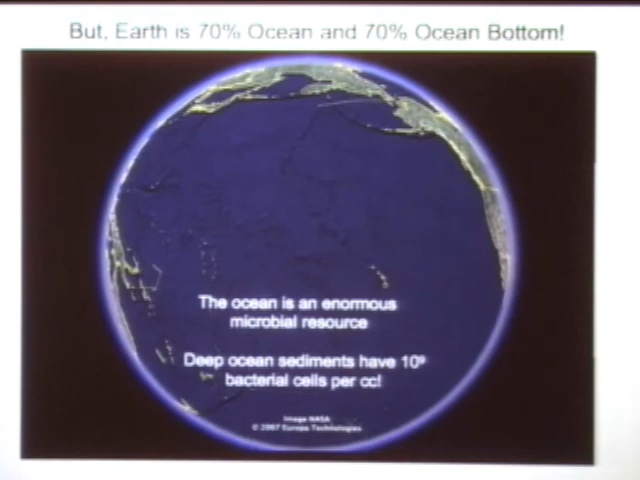 But, Earth is 70% Ocean and 70% Ocean Bottom!
The ocean is an enormous
microbial resource
Deep ocean sediments have 10⁹
bacterial cells per cc!
Image NASA
© 2007 Europa Technologies